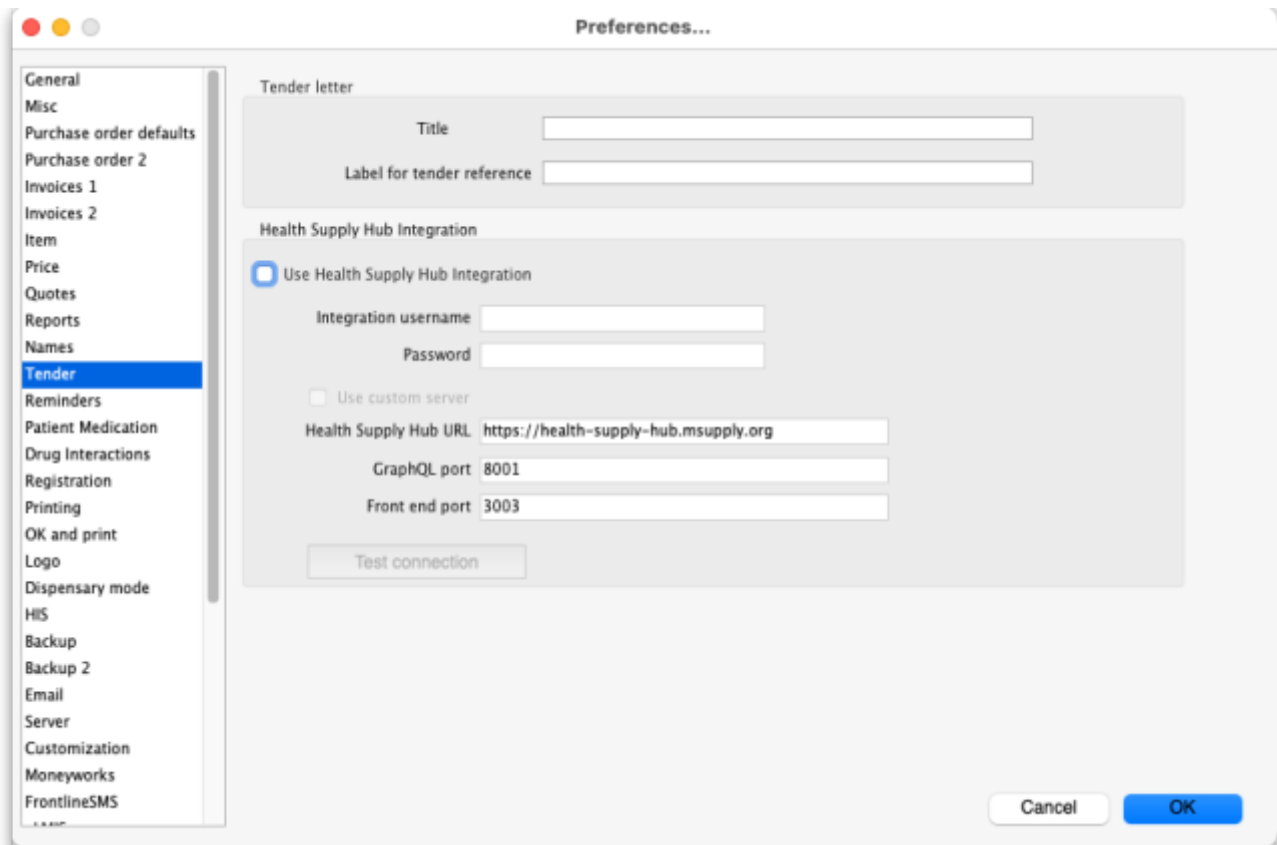 Preferences...
General
Misc
Purchase order defaults
Purchase order 2
Invoices 1
Invoices 2
Item
Price
Quotes
Reports
Names
Tender
Reminders
Patient Medication
Drug Interactions
Registration
Printing
OK and print
Logo
Dispensary mode
HIS
Backup
Backup 2
Email
Server
Customization
Moneyworks
FrontlineSMS
Tender letter
Title
Label for tender reference
Health Supply Hub Integration
Use Health Supply Hub Integration
Integration username
Password
Use custom server
Health Supply Hub URL https://health-supply-hub.msupply.org
GraphQL port 8001
Front end port 3003
Test connection
Cancel OK